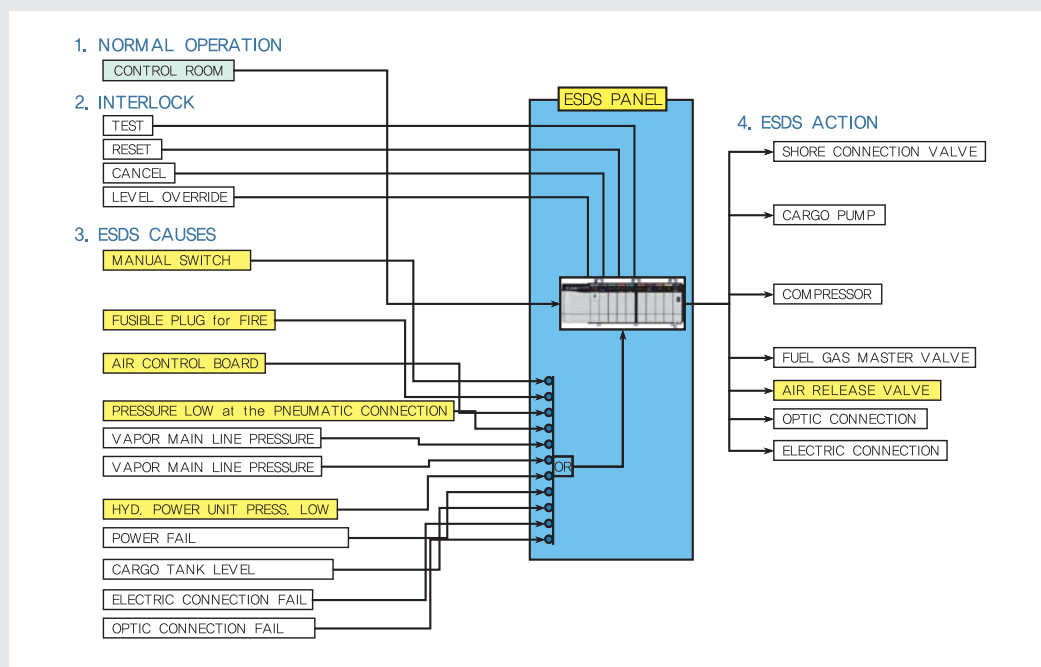 1. NORMAL OPERATION
CONTROL ROOM
2. INTERLOCK
TEST
RESET
CANCEL
LEVEL OVERRIDE
3. ESDS CAUSES
MANUAL SWITCH
FUSIBLE PLUG for FIRE
AIR CONTROL BOARD
PRESSURE LOW at the PNEUMATIC CONNECTION
VAPOR MAIN LINE PRESSURE
VAPOR MAIN LINE PRESSURE
HYD. POWER UNIT PRESS. LOW
POWER FAIL
CARGO TANK LEVEL
ELECTRIC CONNECTION FAIL
OPTIC CONNECTION FAIL
ESDS PANEL
OR
4. ESDS ACTION
SHORE CONNECTION VALVE
CARGO PUMP
COMPRESSOR
FUEL GAS MASTER VALVE
AIR RELEASE VALVE
OPTIC CONNECTION
ELECTRIC CONNECTION